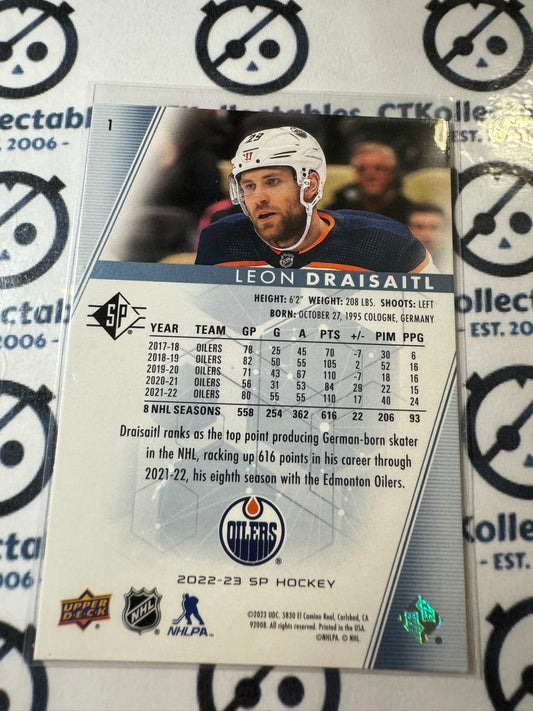 CTKolle
ollectables
2006 -
1
29
LEON DRAISAITL
HEIGHT: 6'2" WEIGHT: 208 LBS. SHOOTS: LEFT
BORN: OCTOBER 27, 1995 COLOGNE, GERMANY
SP
YEAR TEAM GP G A PTS +/- PIM PPG
2017-18 OILERS 78 25 45 70 -7 30 6
2018-19 OILERS 82 50 55 105 2 52 16
2019-20 OILERS 71 43 67 110 -7 18 16
2020-21 OILERS 56 31 53 84 29 22 15
2021-22 OILERS 80 55 55 110 17 40 24
8 NHL SEASONS 558 254 362 616 22 206 93
Draisaitl ranks as the top point producing German-born skater
in the NHL, racking up 616 points in his career through
2021-22, his eighth season with the Edmonton Oilers.
OILERS
2022-23 SP HOCKEY
UPPER DECK
NHL
NHLPA®
©2023 UDC. 5830 El Camino Real, Carlsbad, CA
92008. All rights reserved. Printed in the USA.
©NHLPA. © NHL.
ollect
- EST. 200
Kollec
- EST.